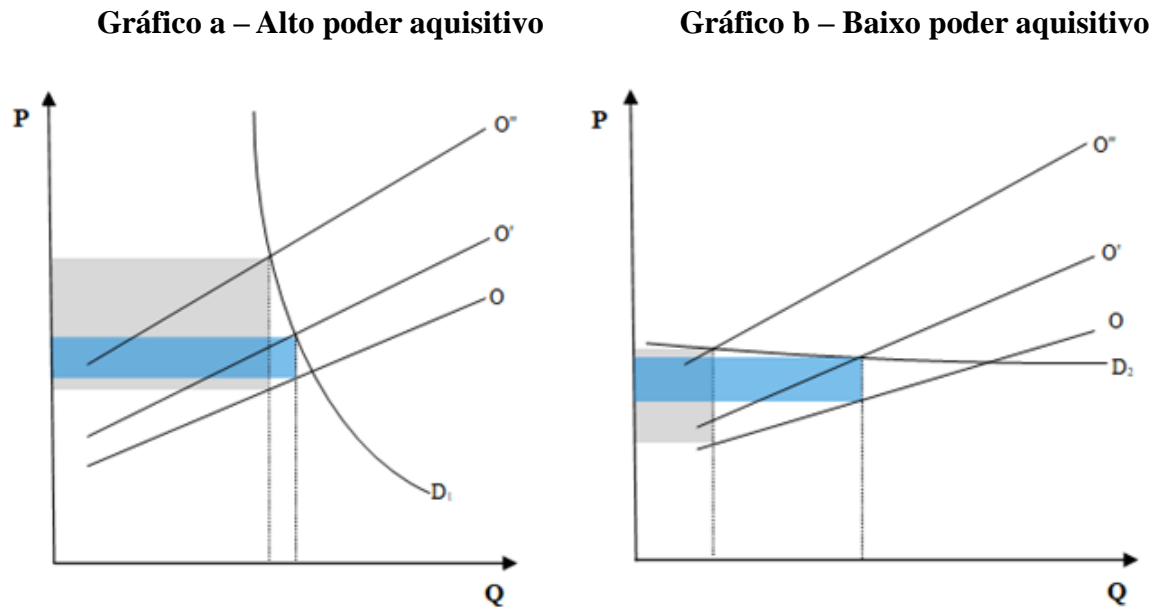 Gráfico a – Alto poder aquisitivo
P
O"
O'
O
D₁
Q
Gráfico b – Baixo poder aquisitivo
P
O"
O'
O
D₂
Q